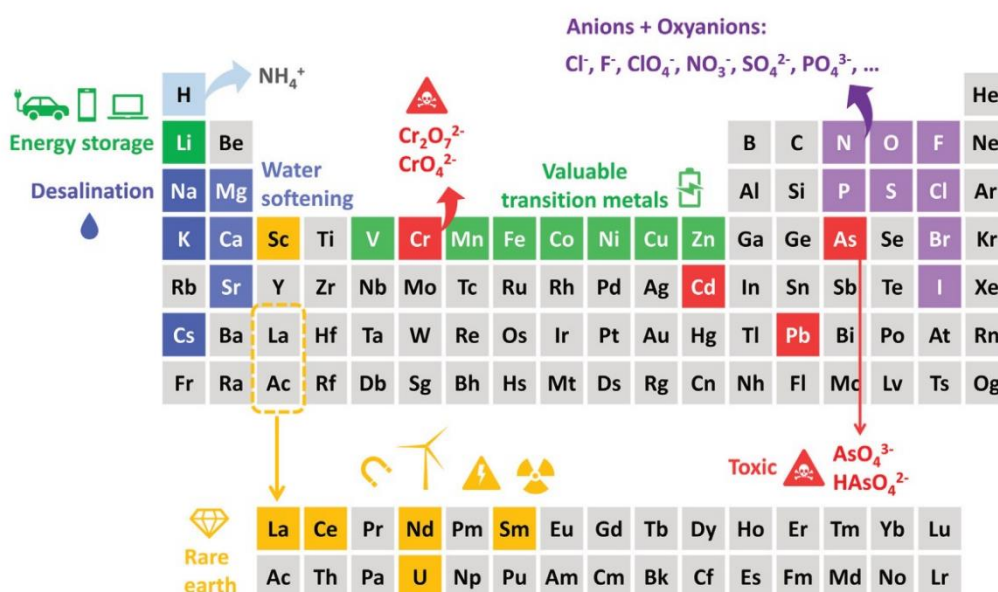 Anions + Oxyanions:
Cl⁻, F⁻, ClO₄⁻, NO₃⁻, SO₄²⁻, PO₄³⁻, ...
H
NH₄⁺
He
Energy storage
Li Be
Cr₂O₇²⁻
CrO₄²⁻
B C N O F Ne
Desalination
Na Mg
Water
softening
Valuable
transition metals
Al Si P S Cl Ar
K Ca Sc Ti V Cr Mn Fe Co Ni Cu Zn Ga Ge As Se Br Kr
Rb Sr Y Zr Nb Mo Tc Ru Rh Pd Ag Cd In Sn Sb Te I Xe
Cs Ba La Hf Ta W Re Os Ir Pt Au Hg Tl Pb Bi Po At Rn
Fr Ra Ac Rf Db Sg Bh Hs Mt Ds Rg Cn Nh Fl Mc Lv Ts Og
Toxic
AsO₄³⁻
HAsO₄²⁻
Rare
earth
La Ce Pr Nd Pm Sm Eu Gd Tb Dy Ho Er Tm Yb Lu
Ac Th Pa U Np Pu Am Cm Bk Cf Es Fm Md No Lr